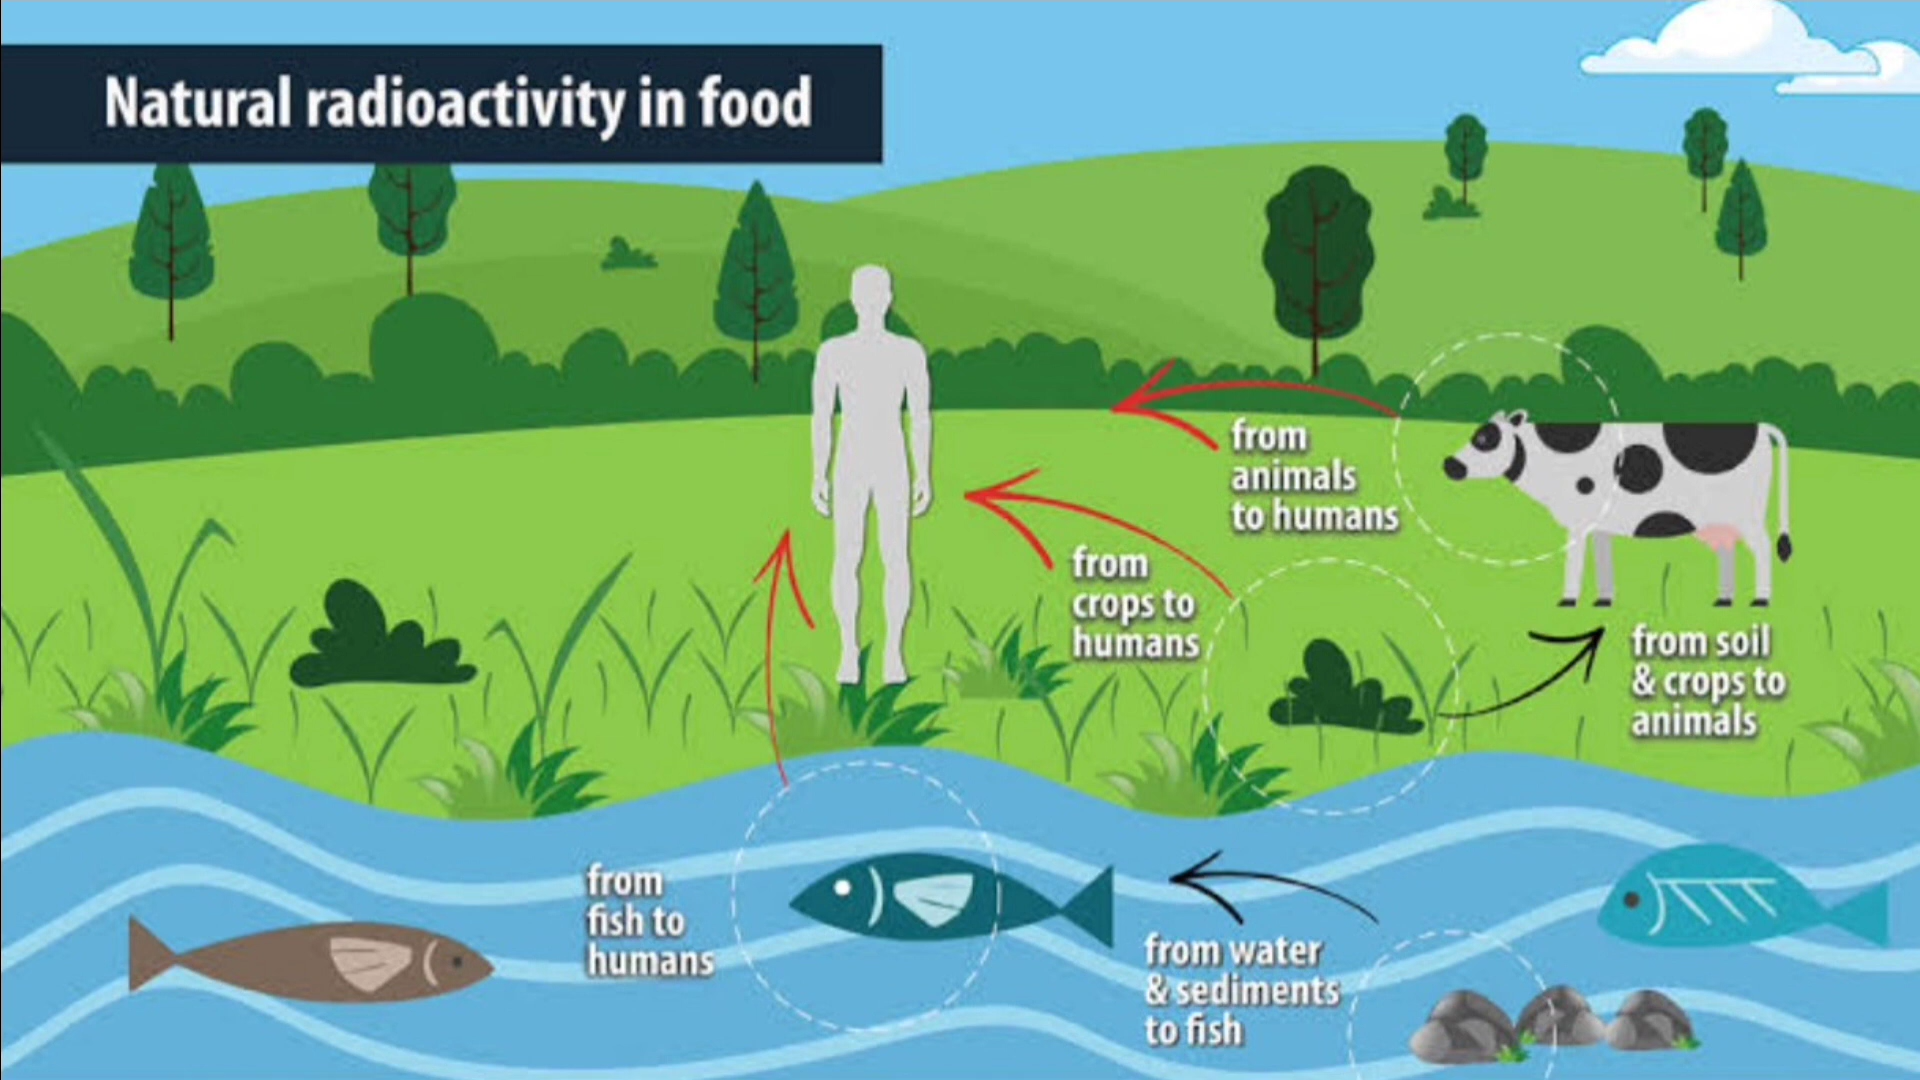 Natural radioactivity in food
from
animals
to humans
from
crops to
humans
from soil
& crops to
animals
from
fish to
humans
from water
& sediments
to fish